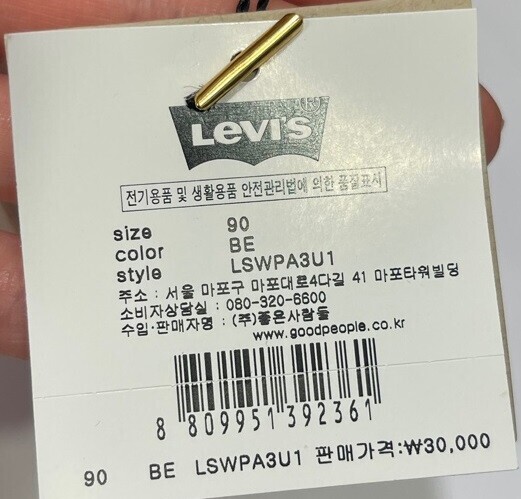 LEVI'S ®
전기용품 및 생활용품 안전관리법에 의한 품질표시
size 90
color BE
style LSWPA3U1
주소 : 서울 마포구 마포대로4다길 41 마포타워빌딩
소비자상담실 : 080-320-6600
수입·판매자명 : (주)좋은사람들
www.goodpeople.co.kr
8 809951 392361
90 BE LSWPA3U1 판매가격:₩30,000